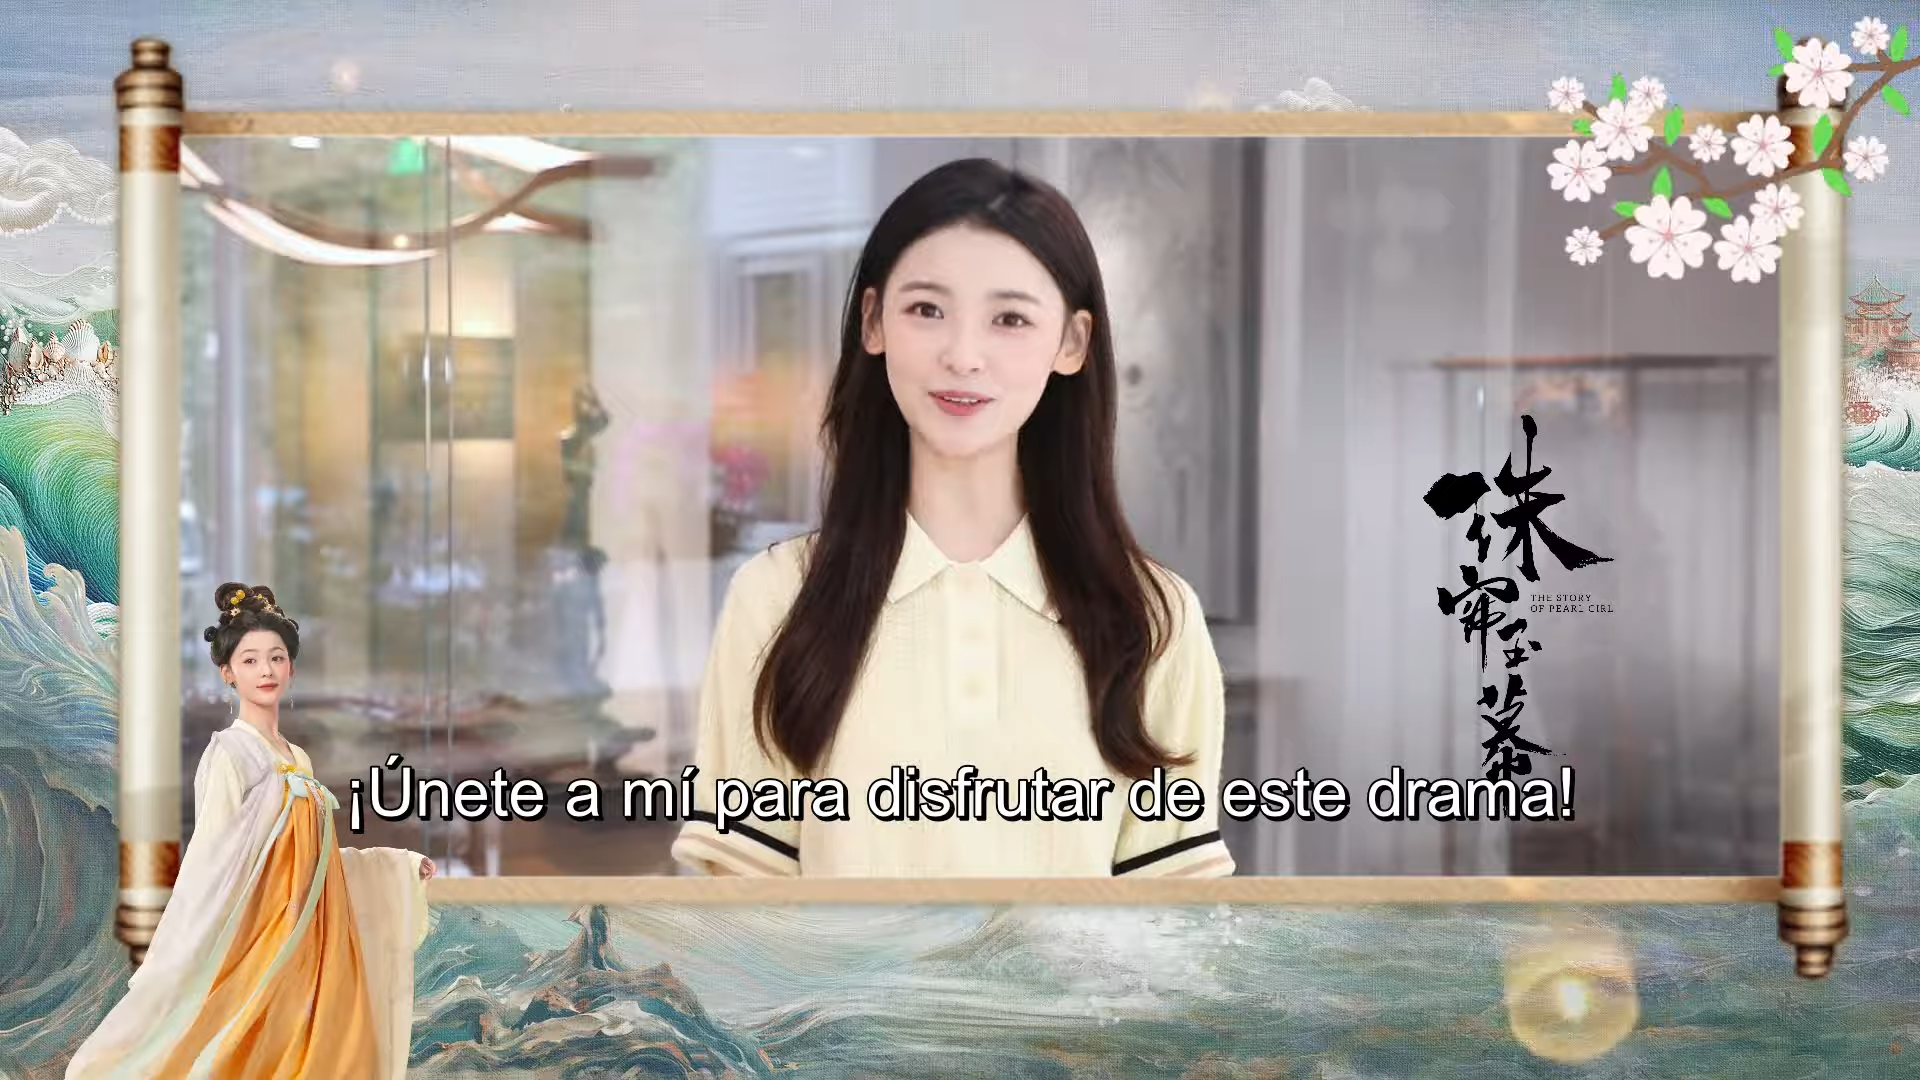 珠帘玉幕
THE STORY
OF PEARL GIRL
¡Únete a mí para disfrutar de este drama!